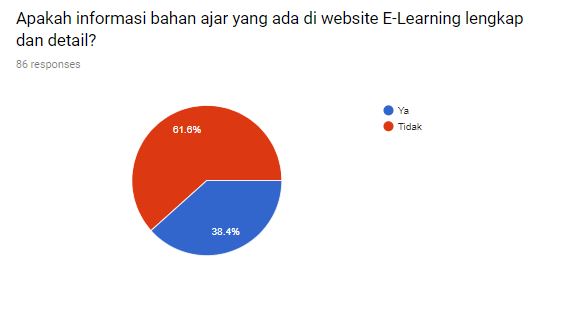 Apakah informasi bahan ajar yang ada di website E-Learning lengkap
dan detail?
86 responses
Ya
Tidak
61.6%
38.4%